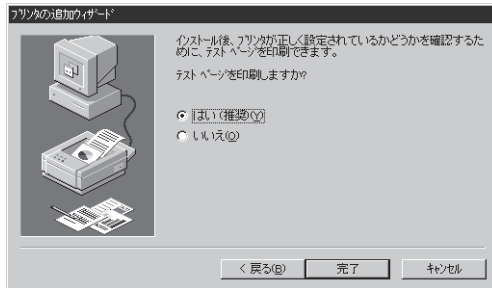 プリンタの追加ウィザード
インストール後、プリンタが正しく設定されているかどうかを確認するた
めに、テスト ページを印刷できます。
テスト ページを印刷しますか?
はい (推奨)(Y)
いいえ(O)
< 戻る(B)
完了
キャンセル